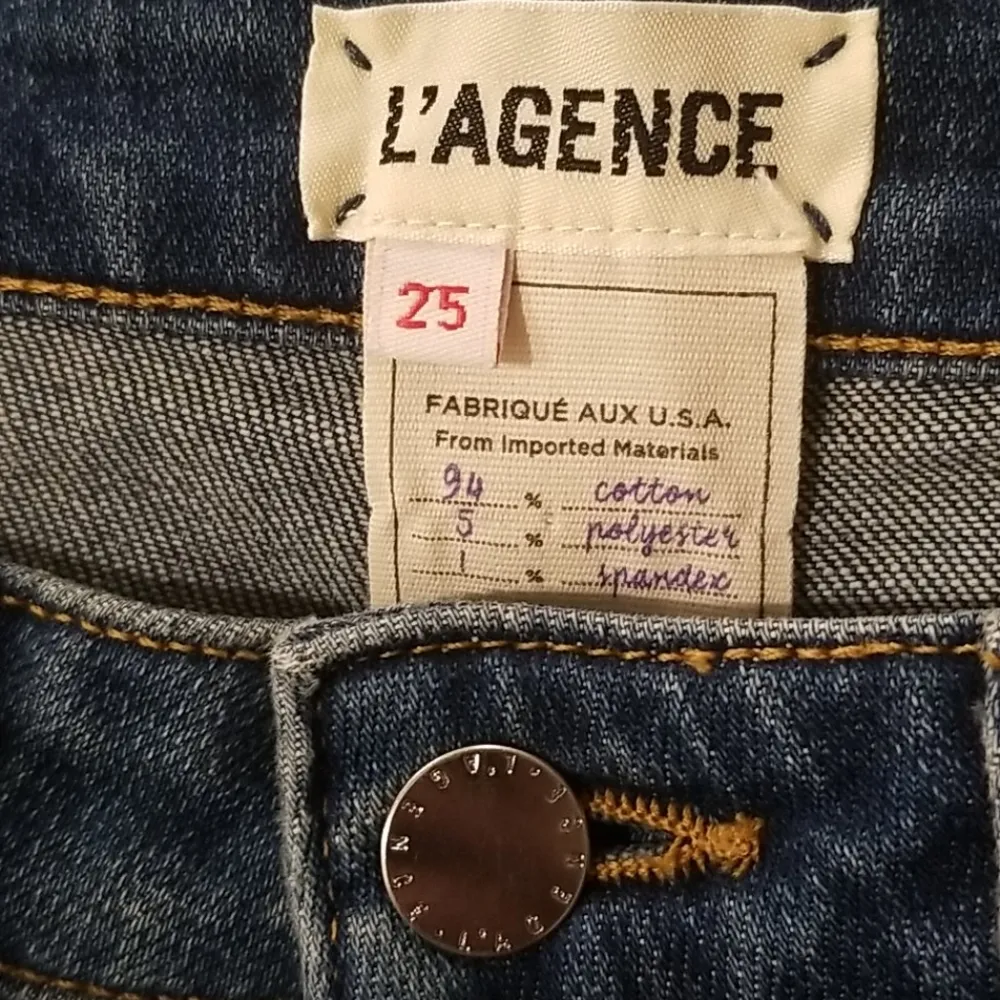 L'AGENCE
25
FABRIQUÉ AUX U.S.A.
From Imported Materials
94 % cotton
5 % polyester
1 % spandex